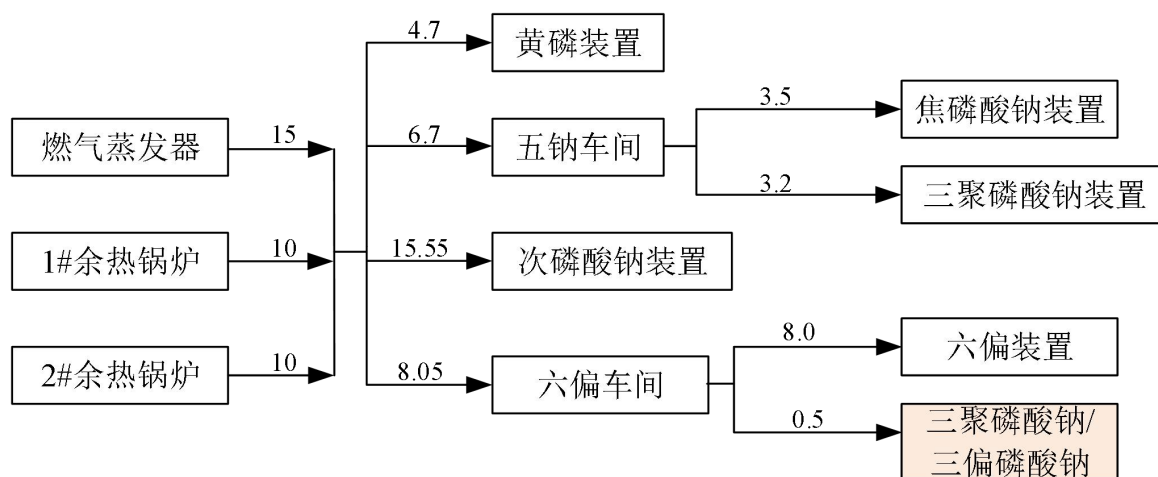 4.7
黄磷装置
3.5
焦磷酸钠装置
燃气蒸发器
15
6.7
五钠车间
3.2
三聚磷酸钠装置
1#余热锅炉
10
15.55
次磷酸钠装置
8.0
六偏装置
2#余热锅炉
10
8.05
六偏车间
0.5
三聚磷酸钠/
三偏磷酸钠